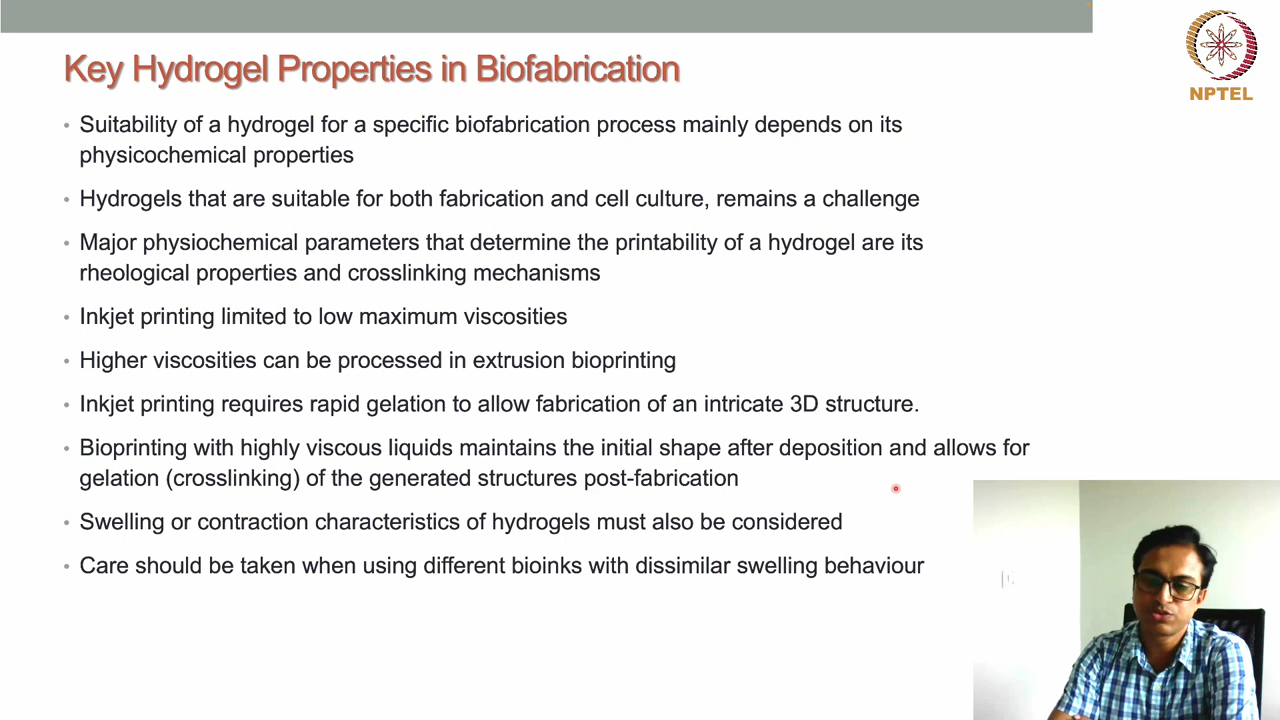 Key Hydrogel Properties in Biofabrication
NPTEL
• Suitability of a hydrogel for a specific biofabrication process mainly depends on its
physicochemical properties
• Hydrogels that are suitable for both fabrication and cell culture, remains a challenge
• Major physiochemical parameters that determine the printability of a hydrogel are its
rheological properties and crosslinking mechanisms
• Inkjet printing limited to low maximum viscosities
• Higher viscosities can be processed in extrusion bioprinting
• Inkjet printing requires rapid gelation to allow fabrication of an intricate 3D structure.
• Bioprinting with highly viscous liquids maintains the initial shape after deposition and allows for
gelation (crosslinking) of the generated structures post-fabrication
• Swelling or contraction characteristics of hydrogels must also be considered
• Care should be taken when using different bioinks with dissimilar swelling behaviour